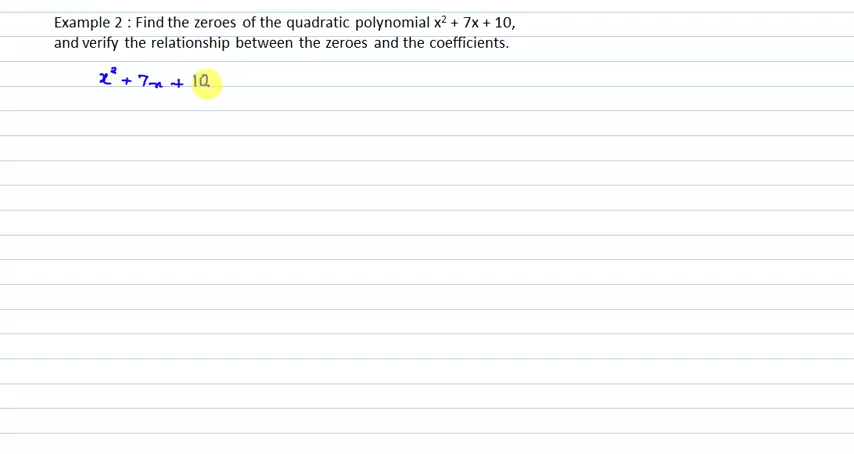 Example 2 : Find the zeroes of the quadratic polynomial x² + 7x + 10,
and verify the relationship between the zeroes and the coefficients.
x² + 7x + 10